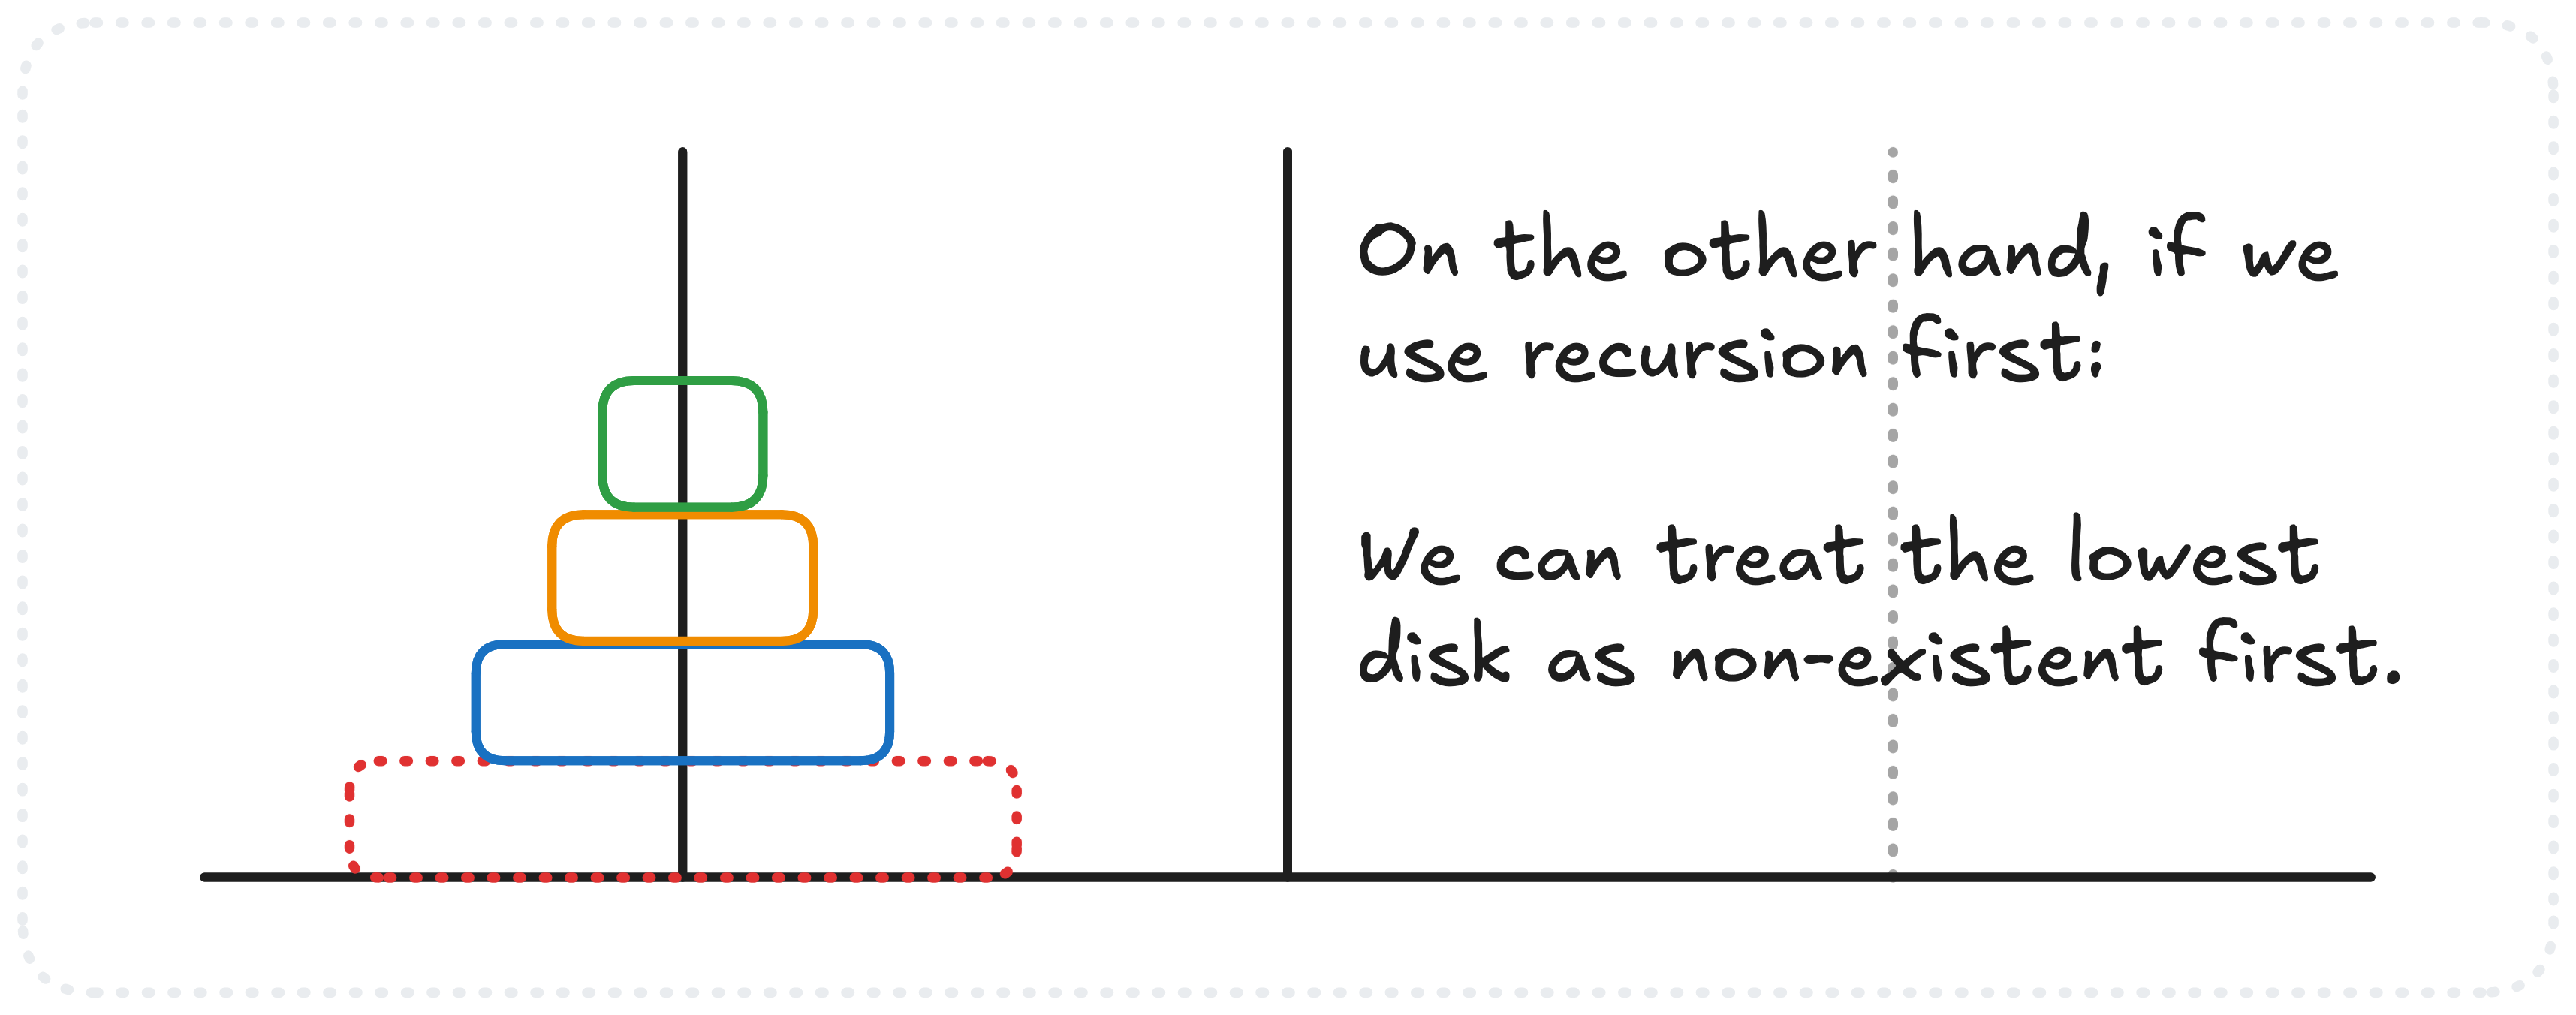 On the other hand, if we
use recursion first:
We can treat the lowest
disk as non-existent first.